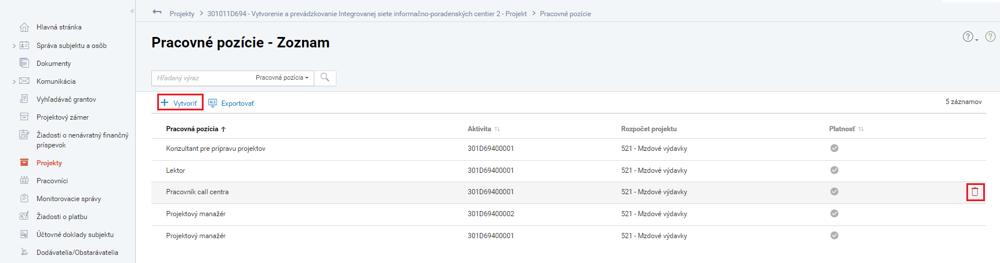 Hlavná stránka
Správa subjektu a osôb
Dokumenty
Komunikácia
Vyhľadávač grantov
Projektový zámer
Žiadosti o nenávratný finančný
príspevok
Projekty
Pracovníci
Monitorovacie správy
Žiadosti o platbu
Účtovné doklady subjektu
Dodávatelia/Obstarávatelia
Projekty > 301011D694 - Vytvorenie a prevádzkovanie Integrovanej siete informačno-poradenských centier 2 - Projekt > Pracovné pozície
Pracovné pozície - Zoznam
Hľadaný výraz Pracovná pozícia
Vytvoriť XLS Exportovať 5 záznamov
Pracovná pozícia Aktivita Rozpočet projektu Platnosť
Konzultant pre prípravu projektov 301D69400001 521 - Mzdové výdavky
Lektor 301D69400001 521 - Mzdové výdavky
Pracovník call centra 301D69400001 521 - Mzdové výdavky
Projektový manažér 301D69400002 521 - Mzdové výdavky
Projektový manažér 301D69400001 521 - Mzdové výdavky